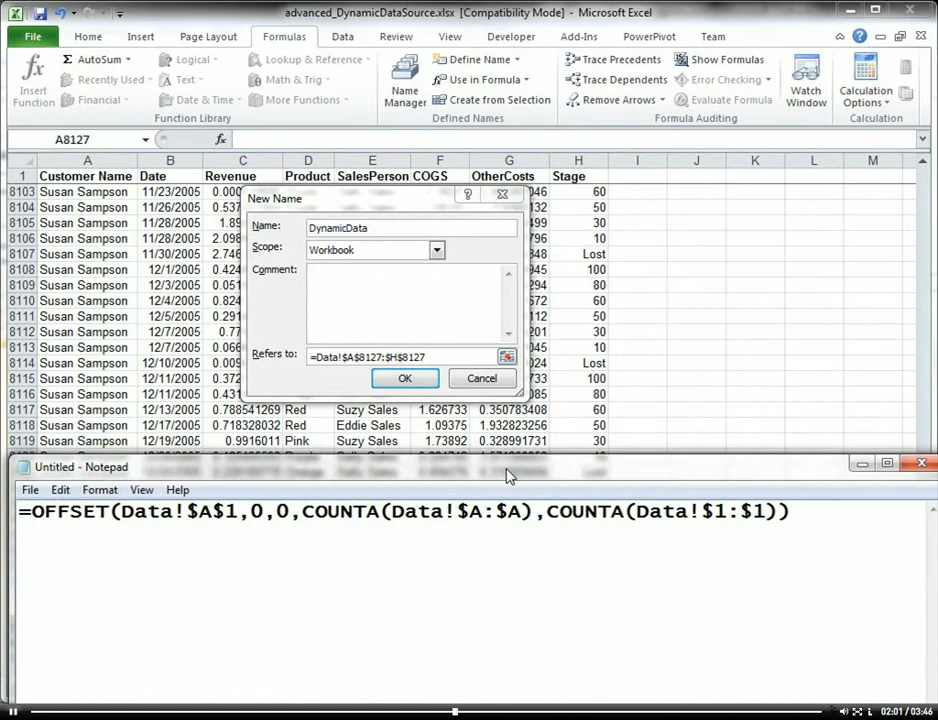 advanced_DynamicDataSource.xlsx [Compatibility Mode] - Microsoft Excel
File Home Insert Page Layout Formulas Data Review View Developer Add-Ins PowerPivot Team
Insert Function
Σ AutoSum
Recently Used
Financial
Logical
Text
Date & Time
Lookup & Reference
Math & Trig
More Functions
Function Library
Name Manager
Define Name
Use in Formula
Create from Selection
Defined Names
Trace Precedents
Trace Dependents
Remove Arrows
Show Formulas
Error Checking
Evaluate Formula
Formula Auditing
Watch Window
Calculation Options
Calculation
A8127 fx
A B C D E F G H I J K L M
1 Customer Name Date Revenue Product SalesPerson COGS OtherCosts Stage
8103 Susan Sampson 11/23/2005 60
8104 Susan Sampson 11/26/2005 50
8105 Susan Sampson 11/28/2005 30
8106 Susan Sampson 11/28/2005 10
8107 Susan Sampson 11/30/2005 Lost
8108 Susan Sampson 12/1/2005 100
8109 Susan Sampson 12/3/2005 80
8110 Susan Sampson 12/4/2005 60
8111 Susan Sampson 12/5/2005 50
8112 Susan Sampson 12/7/2005 30
8113 Susan Sampson 12/7/2005 10
8114 Susan Sampson 12/10/2005 Lost
8115 Susan Sampson 12/11/2005 100
8116 Susan Sampson 12/11/2005 80
8117 Susan Sampson 12/13/2005 0.788541269 Red Suzy Sales 1.626733 0.350783408 60
8118 Susan Sampson 12/17/2005 0.718328032 Red Eddie Sales 1.09375 1.932823256 50
8119 Susan Sampson 12/19/2005 0.9916011 Pink Suzy Sales 1.73892 0.328991731 30
New Name
Name: DynamicData
Scope: Workbook
Comment:
Refers to: =Data!$A$8127:$H$8127
OK Cancel
Untitled - Notepad
File Edit Format View Help
=OFFSET(Data!$A$1,0,0,COUNTA(Data!$A:$A),COUNTA(Data!$1:$1))
02:01 / 03:46